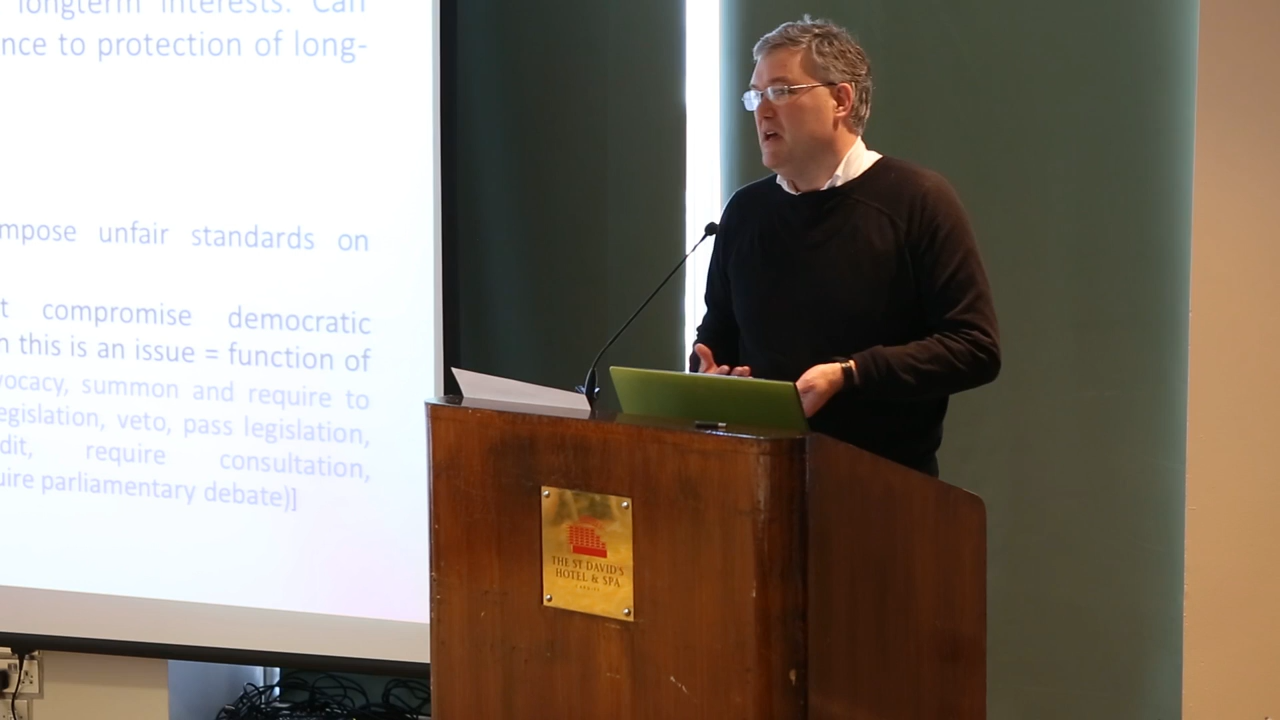 longterm interests. Can
nce to protection of long-
mpose unfair standards on
t compromise democratic
n this is an issue = function of
vocacy, summon and require to
egislation, veto, pass legislation,
dit, require consultation,
uire parliamentary debate)]
THE ST DAVID'S
HOTEL & SPA